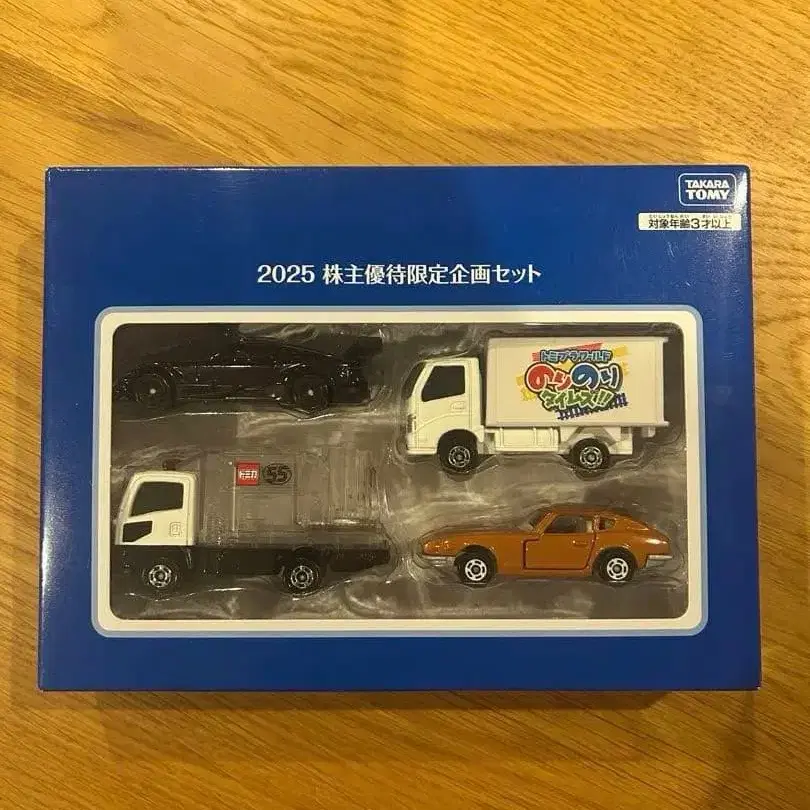 TAKARA
TOMY
対象年齢3才以上
2025 株主優待限定企画セット
トミプラワールド
のりのり
タイムズ!!
トミカ 55